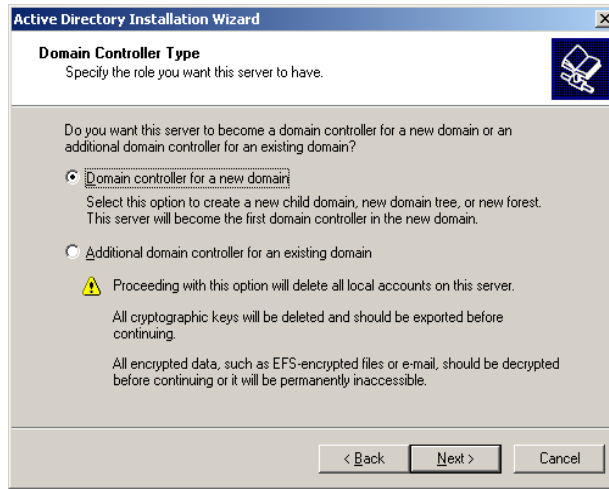 Active Directory Installation Wizard
Domain Controller Type
Specify the role you want this server to have.
Do you want this server to become a domain controller for a new domain or an
additional domain controller for an existing domain?
Domain controller for a new domain
Select this option to create a new child domain, new domain tree, or new forest.
This server will become the first domain controller in the new domain.
Additional domain controller for an existing domain
Proceeding with this option will delete all local accounts on this server.
All cryptographic keys will be deleted and should be exported before
continuing.
All encrypted data, such as EFS-encrypted files or e-mail, should be decrypted
before continuing or it will be permanently inaccessible.
< Back Next > Cancel